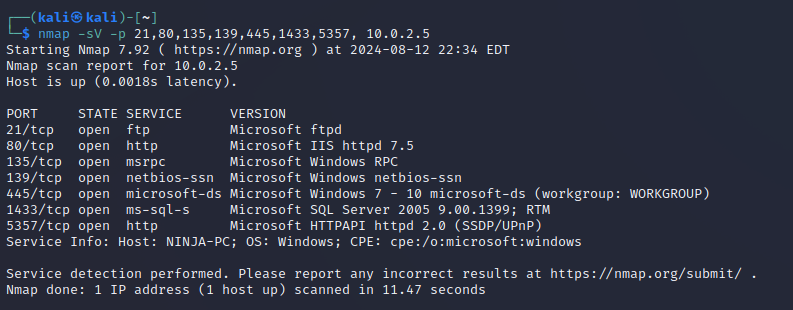 ┌──(kali㉿kali)-[~]
└─$ nmap -sV -p 21,80,135,139,445,1433,5357, 10.0.2.5
Starting Nmap 7.92 ( https://nmap.org ) at 2024-08-12 22:34 EDT
Nmap scan report for 10.0.2.5
Host is up (0.0018s latency).

PORT     STATE SERVICE      VERSION
21/tcp   open  ftp          Microsoft ftpd
80/tcp   open  http         Microsoft IIS httpd 7.5
135/tcp  open  msrpc        Microsoft Windows RPC
139/tcp  open  netbios-ssn  Microsoft Windows netbios-ssn
445/tcp  open  microsoft-ds Microsoft Windows 7 - 10 microsoft-ds (workgroup: WORKGROUP)
1433/tcp open  ms-sql-s     Microsoft SQL Server 2005 9.00.1399; RTM
5357/tcp open  http         Microsoft HTTPAPI httpd 2.0 (SSDP/UPnP)
Service Info: Host: NINJA-PC; OS: Windows; CPE: cpe:/o:microsoft:windows

Service detection performed. Please report any incorrect results at https://nmap.org/submit/ .
Nmap done: 1 IP address (1 host up) scanned in 11.47 seconds